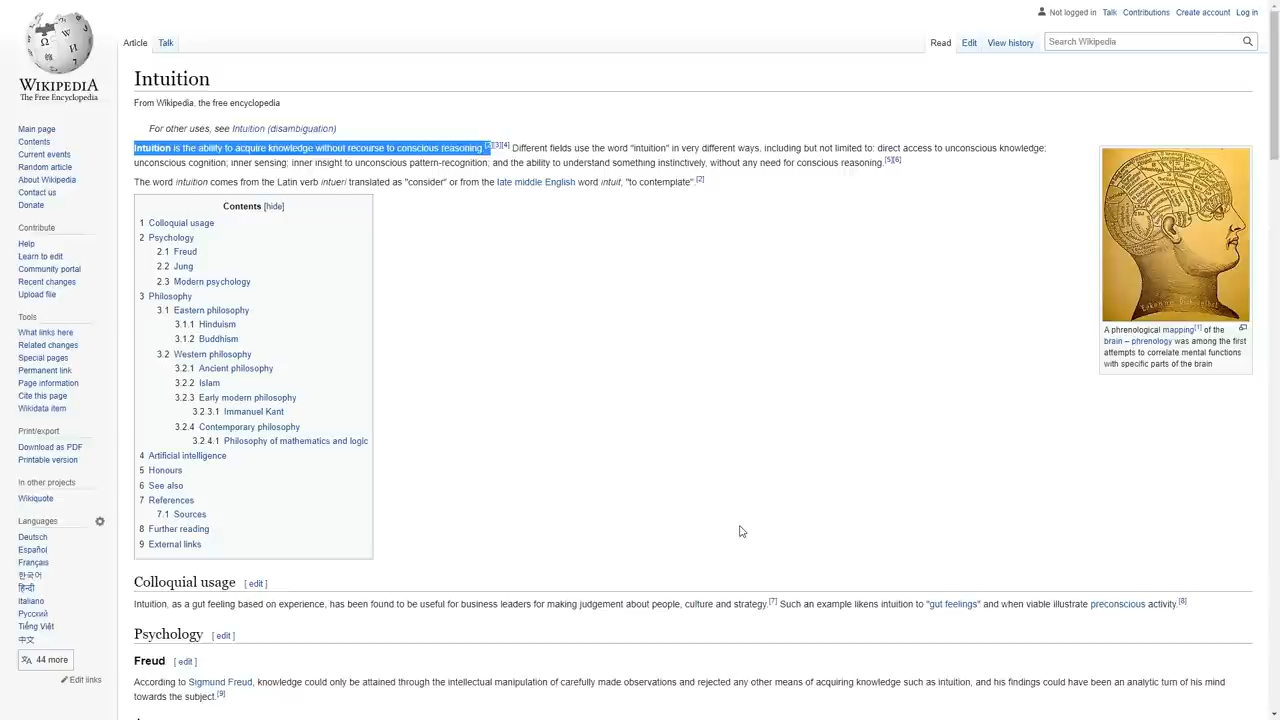 Not logged in Talk Contributions Create account Log in
Article Talk Read Edit View history Search Wikipedia
WIKIPEDIA
The Free Encyclopedia
Intuition
From Wikipedia, the free encyclopedia
For other uses, see Intuition (disambiguation)
Intuition is the ability to acquire knowledge without recourse to conscious reasoning.[2][3][4] Different fields use the word "intuition" in very different ways, including but not limited to: direct access to unconscious knowledge;
unconscious cognition; inner sensing; inner insight to unconscious pattern-recognition; and the ability to understand something instinctively, without any need for conscious reasoning.[5][6]
The word intuition comes from the Latin verb intueri translated as "consider" or from the late middle English word intuit, "to contemplate".[2]
Main page
Contents
Current events
Random article
About Wikipedia
Contact us
Donate
Contribute
Help
Learn to edit
Community portal
Recent changes
Upload file
Tools
What links here
Related changes
Special pages
Permanent link
Page information
Cite this page
Wikidata item
Print/export
Download as PDF
Printable version
In other projects
Wikiquote
Languages
Deutsch
Español
Français
한국어
हिन्दी
Italiano
Русский
Tiếng Việt
中文
44 more
Edit links
Contents [hide]
1 Colloquial usage
2 Psychology
2.1 Freud
2.2 Jung
2.3 Modern psychology
3 Philosophy
3.1 Eastern philosophy
3.1.1 Hinduism
3.1.2 Buddhism
3.2 Western philosophy
3.2.1 Ancient philosophy
3.2.2 Islam
3.2.3 Early modern philosophy
3.2.3.1 Immanuel Kant
3.2.4 Contemporary philosophy
3.2.4.1 Philosophy of mathematics and logic
4 Artificial intelligence
5 Honours
6 See also
7 References
7.1 Sources
8 Further reading
9 External links
A phrenological mapping[1] of the
brain – phrenology was among the first
attempts to correlate mental functions
with specific parts of the brain
Colloquial usage [ edit ]
Intuition, as a gut feeling based on experience, has been found to be useful for business leaders for making judgement about people, culture and strategy.[7] Such an example likens intuition to "gut feelings" and when viable illustrate preconscious activity.[8]
Psychology [ edit ]
Freud [ edit ]
According to Sigmund Freud, knowledge could only be attained through the intellectual manipulation of carefully made observations and rejected any other means of acquiring knowledge such as intuition, and his findings could have been an analytic turn of his mind
towards the subject.[9]